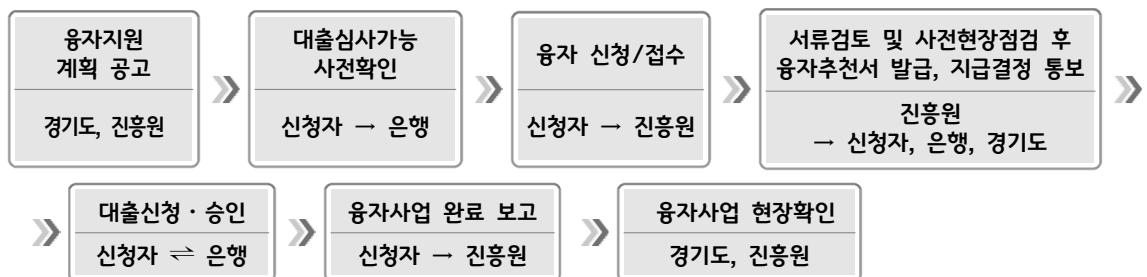 융자지원
계획 공고
경기도, 진흥원
대출심사가능
사전확인
신청자 → 은행
융자 신청/접수
신청자 → 진흥원
서류검토 및 사전현장점검 후
융자추천서 발급, 지급결정 통보
진흥원
→ 신청자, 은행, 경기도
대출신청·승인
신청자 ⇌ 은행
융자사업 완료 보고
신청자 → 진흥원
융자사업 현장확인
경기도, 진흥원